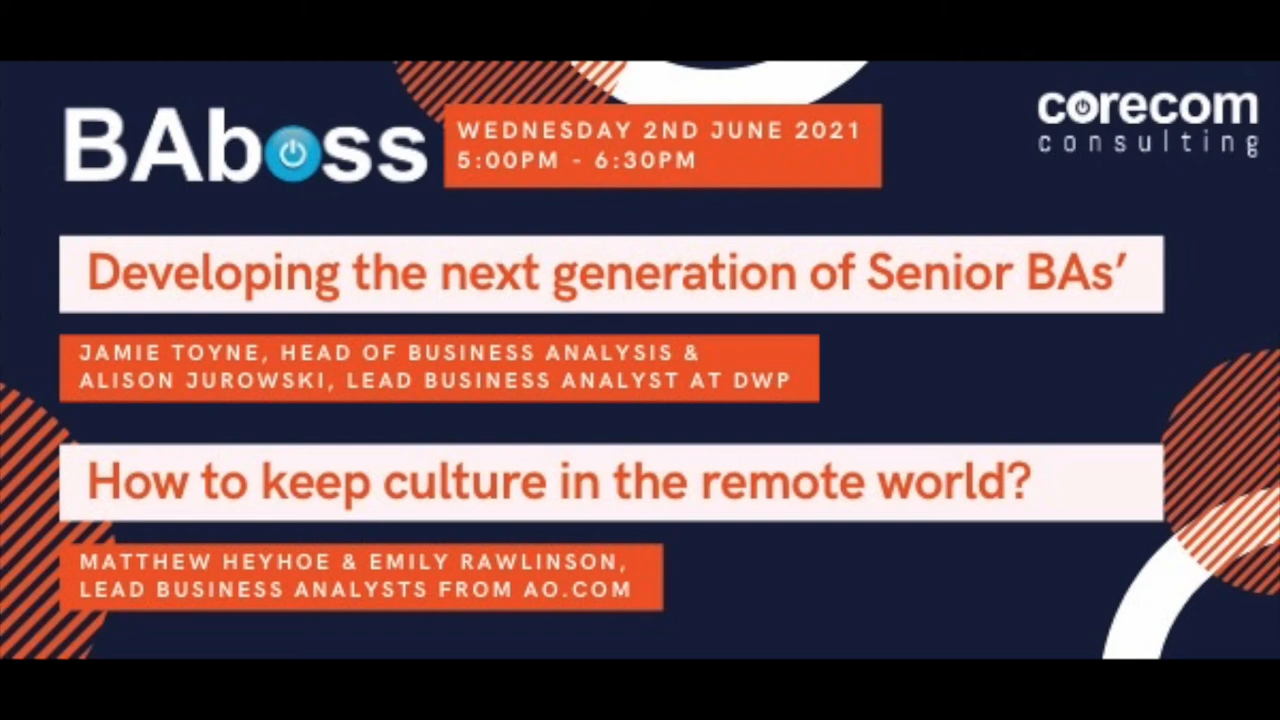 BAboss
WEDNESDAY 2ND JUNE 2021
5:00PM - 6:30PM
corecom
consulting
Developing the next generation of Senior BAs’
JAMIE TOYNE, HEAD OF BUSINESS ANALYSIS &
ALISON JUROWSKI, LEAD BUSINESS ANALYST AT DWP
How to keep culture in the remote world?
MATTHEW HEYHOE & EMILY RAWLINSON,
LEAD BUSINESS ANALYSTS FROM AO.COM